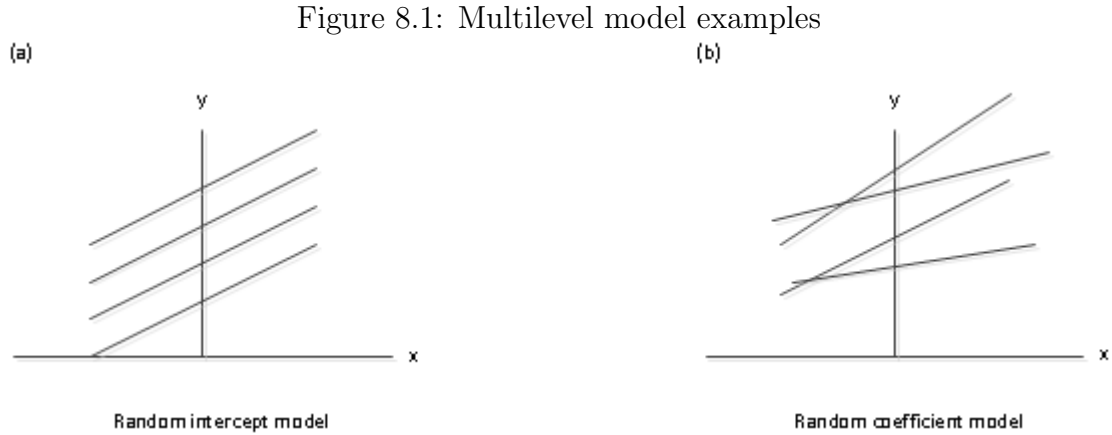 Figure 8.1: Multilevel model examples
(a)
(b)
y
y
x
x
Random intercept model
Random coefficient model